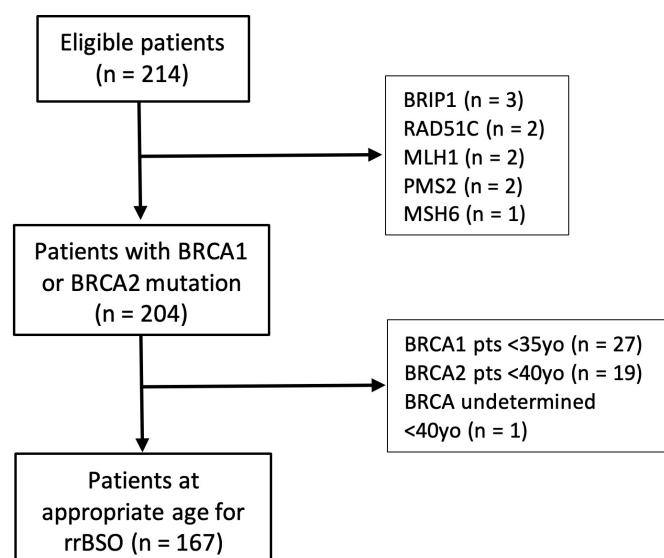 Eligible patients
(n = 214)
BRIP1 (n = 3)
RAD51C (n = 2)
MLH1 (n = 2)
PMS2 (n = 2)
MSH6 (n = 1)
Patients with BRCA1
or BRCA2 mutation
(n = 204)
BRCA1 pts <35yo (n = 27)
BRCA2 pts <40yo (n = 19)
BRCA undetermined
<40yo (n = 1)
Patients at
appropriate age for
rrBSO (n = 167)